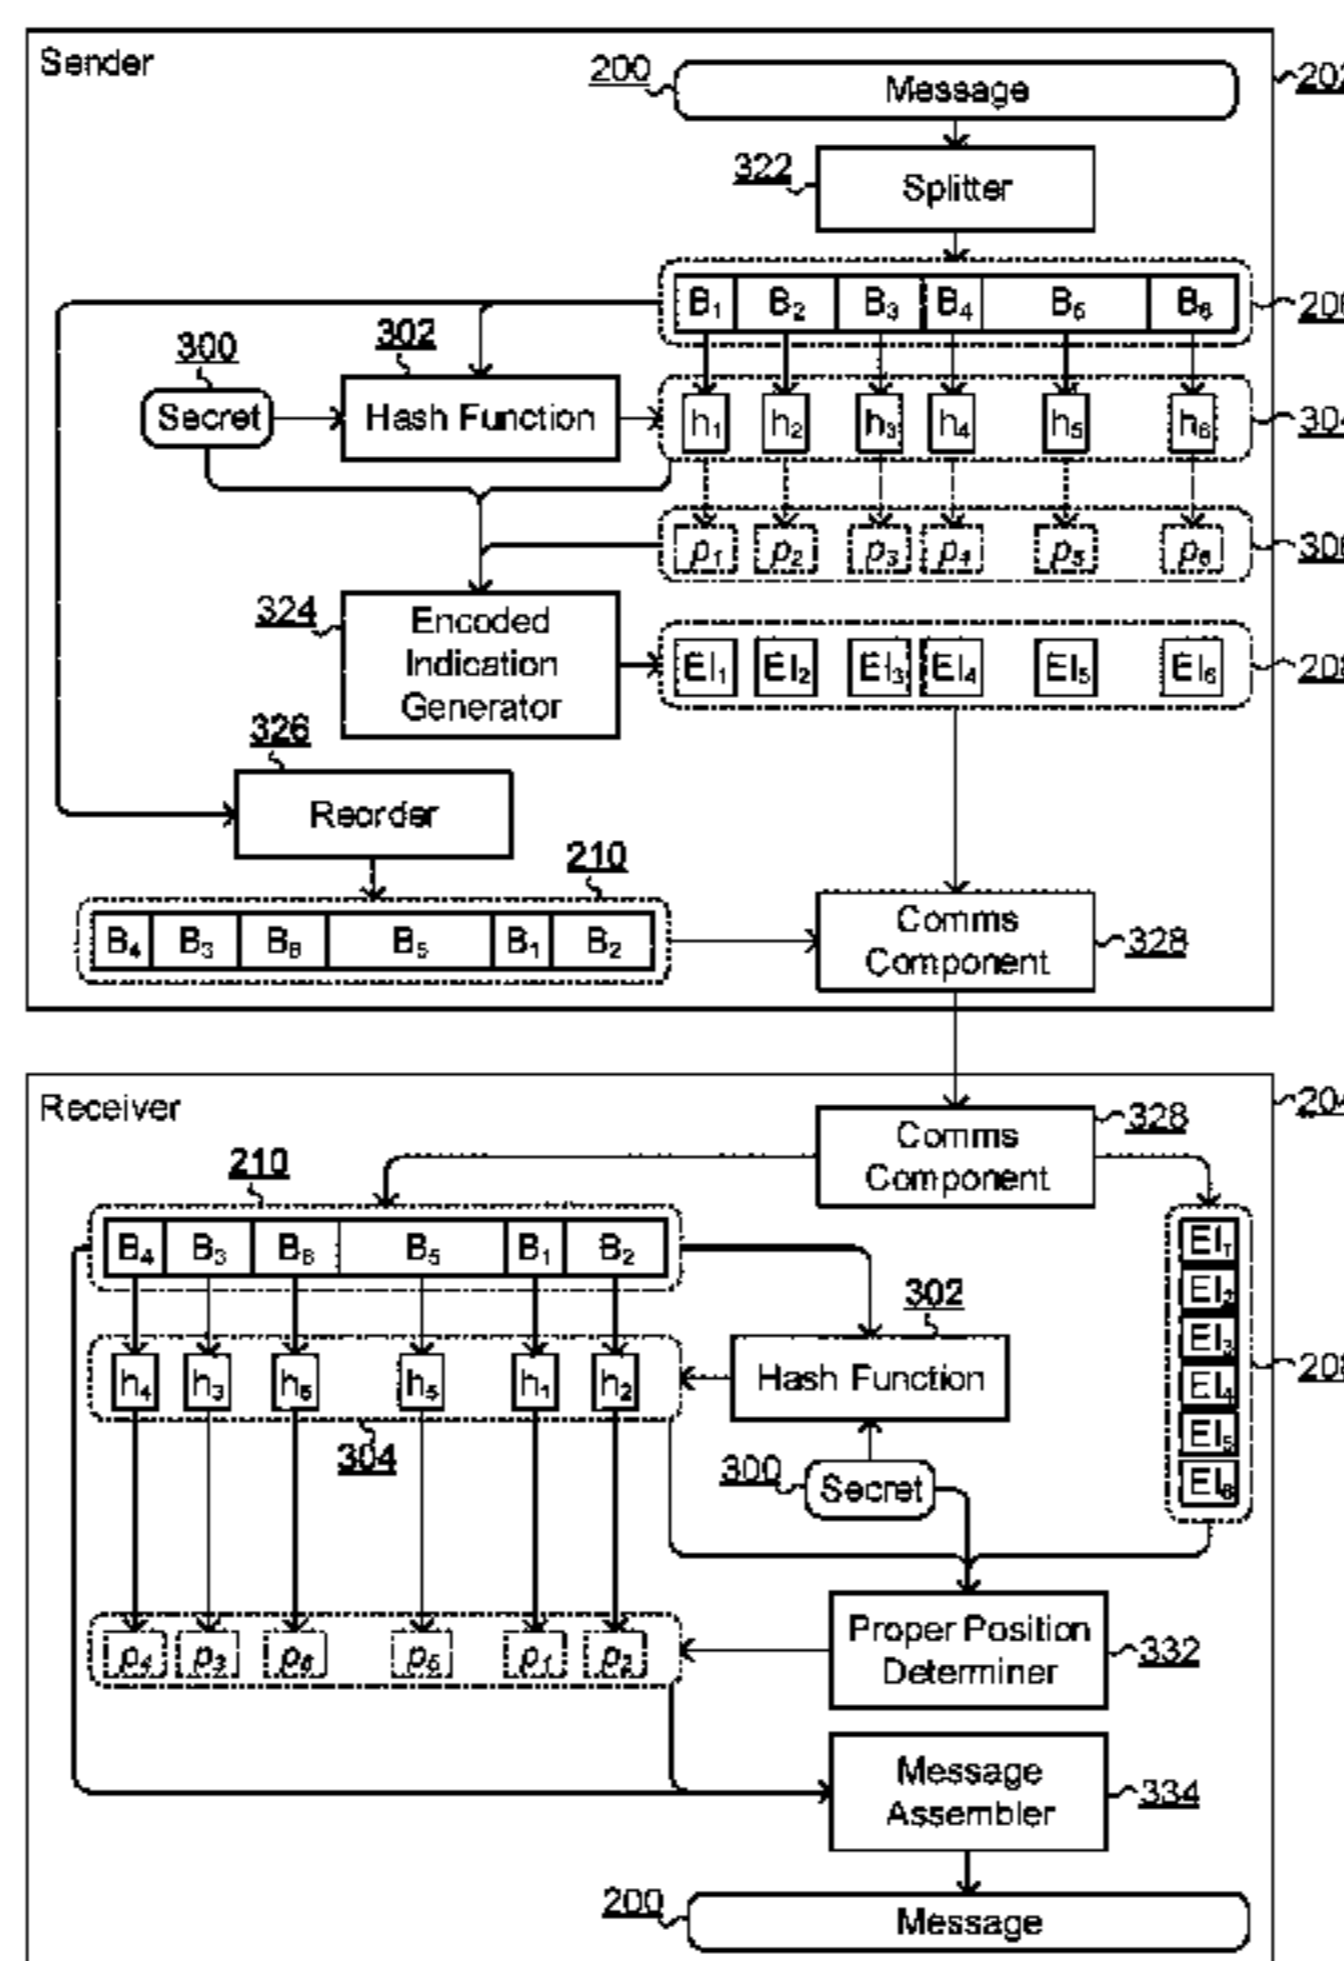 Sender
200
Message
322
Splitter
B1 B2 B3 B4 B5 B6
300
302
Secret
Hash Function
h1 h2 h3 h4 h5 h6
p1 p2 p3 p4 p5 p6
324
Encoded
Indication
Generator
EI1 EI2 EI3 EI4 EI5 EI6
326
Reorder
210
B4 B3 B6 B5 B1 B2
Comms
Component
328
Receiver
Comms
Component
328
210
B4 B3 B6 B5 B1 B2
EI1
EI2
EI3
EI4
EI5
EI6
302
Hash Function
h4 h3 h6 h5 h1 h2
304
300
Secret
p4 p3 p6 p5 p1 p2
Proper Position
Determiner
332
Message
Assembler
334
200
Message